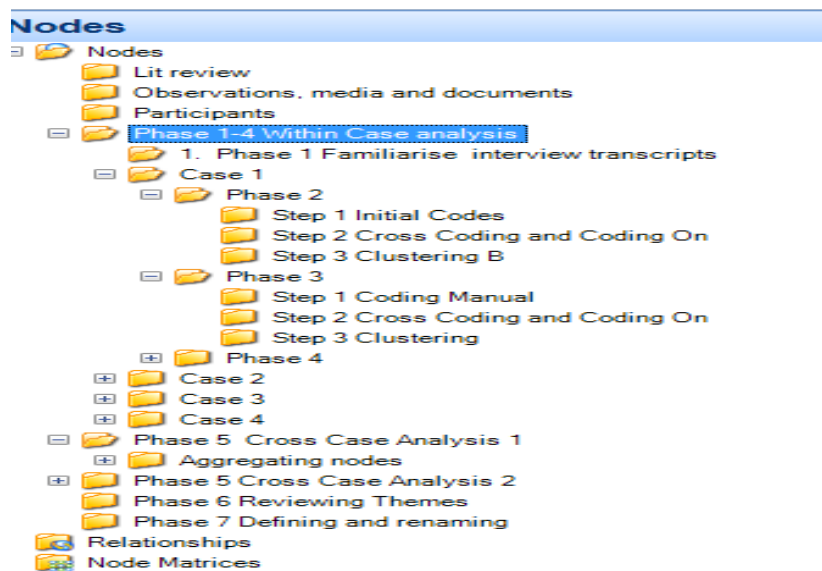 Nodes
Nodes
Lit review
Observations, media and documents
Participants
Phase 1-4 Within Case analysis
1. Phase 1 Familiarise interview transcripts
Case 1
Phase 2
Step 1 Initial Codes
Step 2 Cross Coding and Coding On
Step 3 Clustering B
Phase 3
Step 1 Coding Manual
Step 2 Cross Coding and Coding On
Step 3 Clustering
Phase 4
Case 2
Case 3
Case 4
Phase 5 Cross Case Analysis 1
Aggregating nodes
Phase 5 Cross Case Analysis 2
Phase 6 Reviewing Themes
Phase 7 Defining and renaming
Relationships
Node Matrices